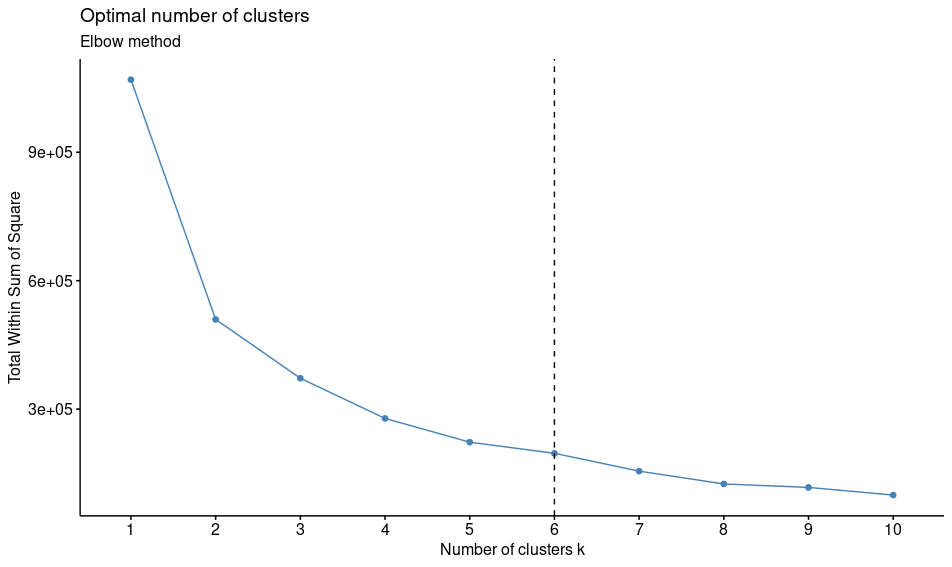 Optimal number of clusters
Elbow method
Total Within Sum of Square
9e+05
6e+05
3e+05
1 2 3 4 5 6 7 8 9 10
Number of clusters k